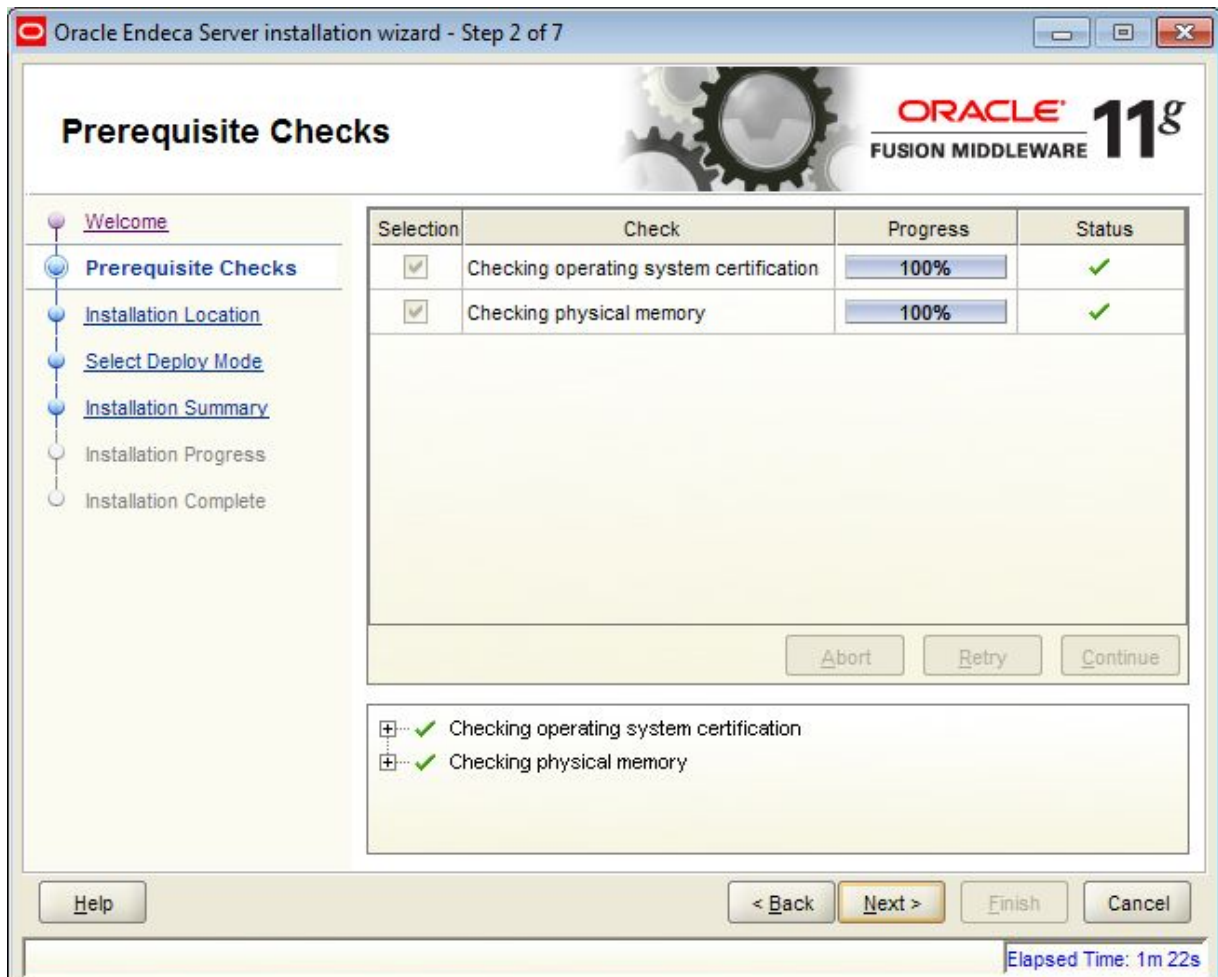 Oracle Endeca Server installation wizard - Step 2 of 7
Prerequisite Checks
ORACLE
FUSION MIDDLEWARE
11g
Welcome
Prerequisite Checks
Installation Location
Select Deploy Mode
Installation Summary
Installation Progress
Installation Complete
Selection Check Progress Status
Checking operating system certification 100%
Checking physical memory 100%
Abort Retry Continue
Checking operating system certification
Checking physical memory
Help < Back Next > Finish Cancel
Elapsed Time: 1m 22s